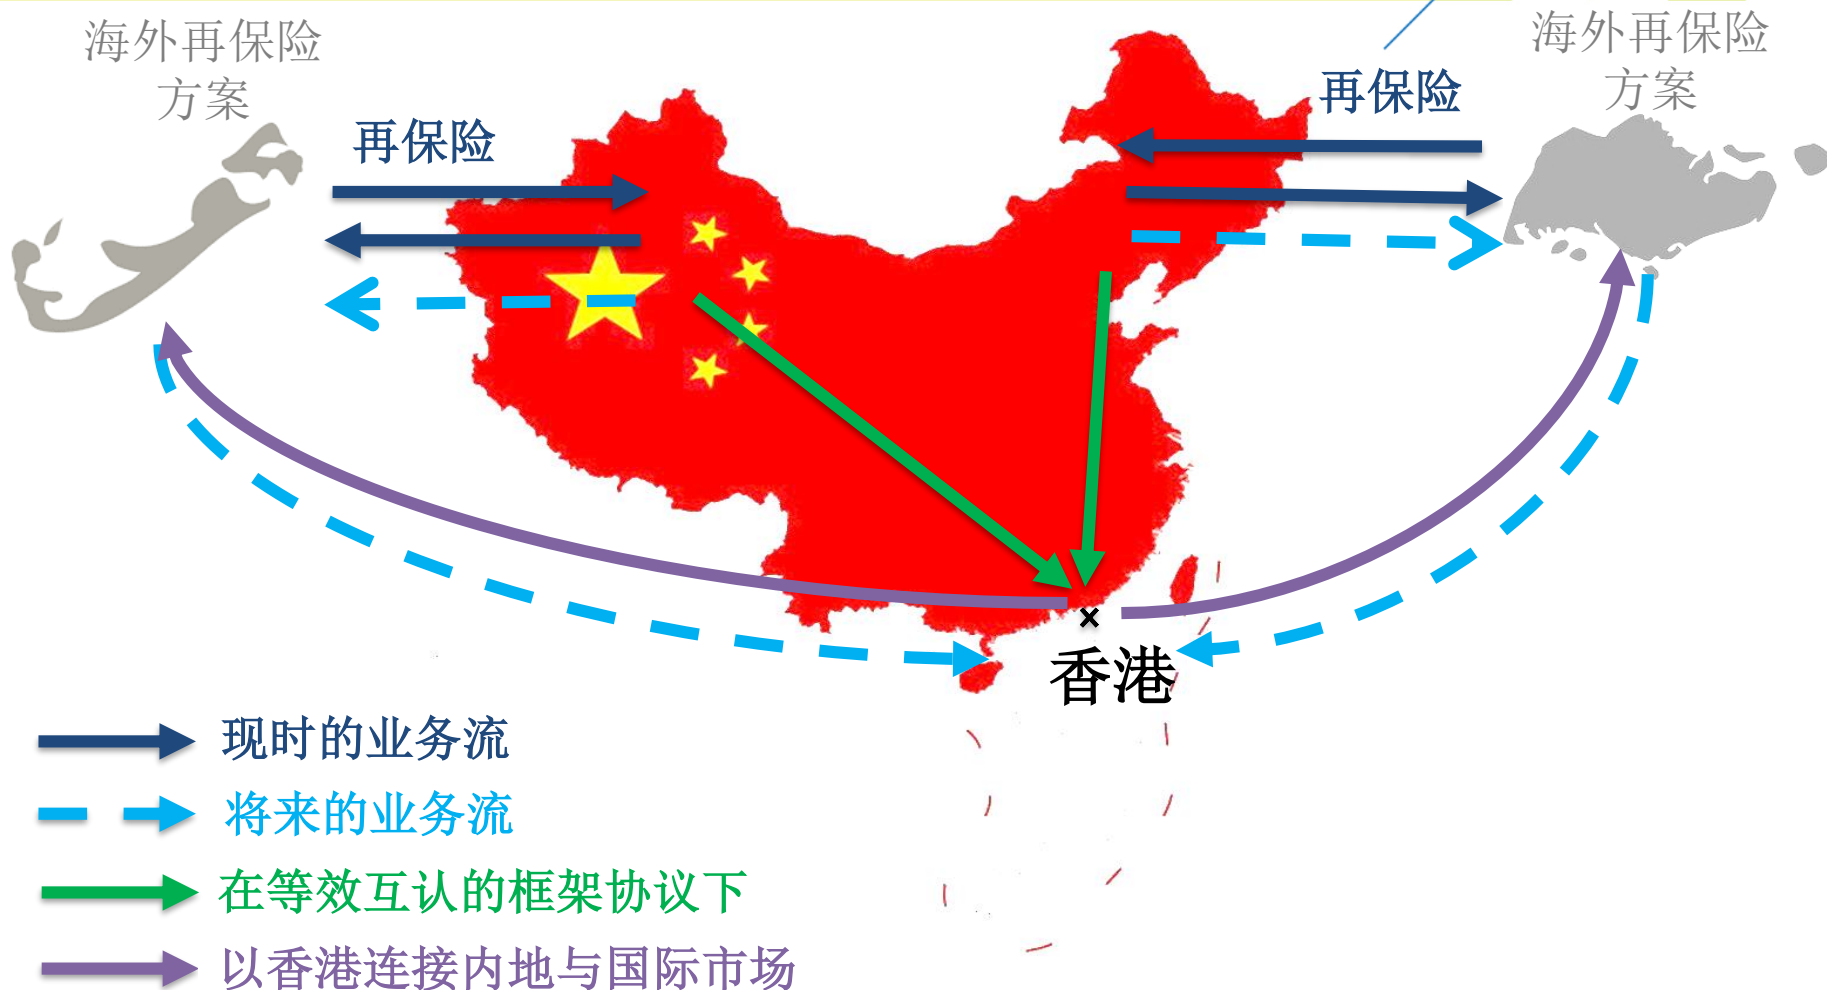 海外再保险
方案
再保险
再保险
海外再保险
方案
香港
现时的业务流
将来的业务流
在等效互认的框架协议下
以香港连接内地与国际市场